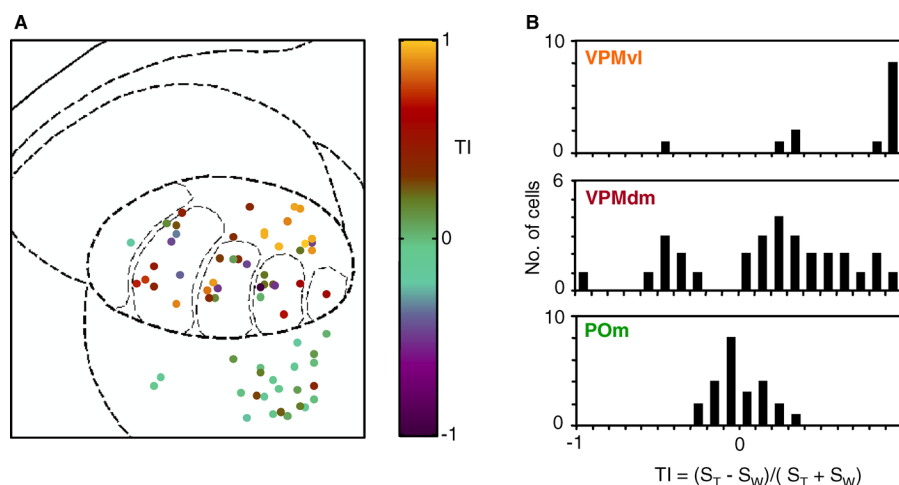 A
1
TI
0
-1
B
No. of cells
10
VPMvl
0
6
VPMdm
0
10
POm
0
-1 0
TI = (S_T - S_W)/( S_T + S_W)